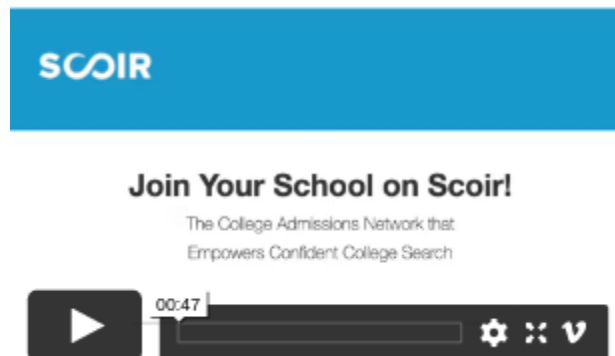 SCOIR
Join Your School on Scoir!
The College Admissions Network that
Empowers Confident College Search
00:47